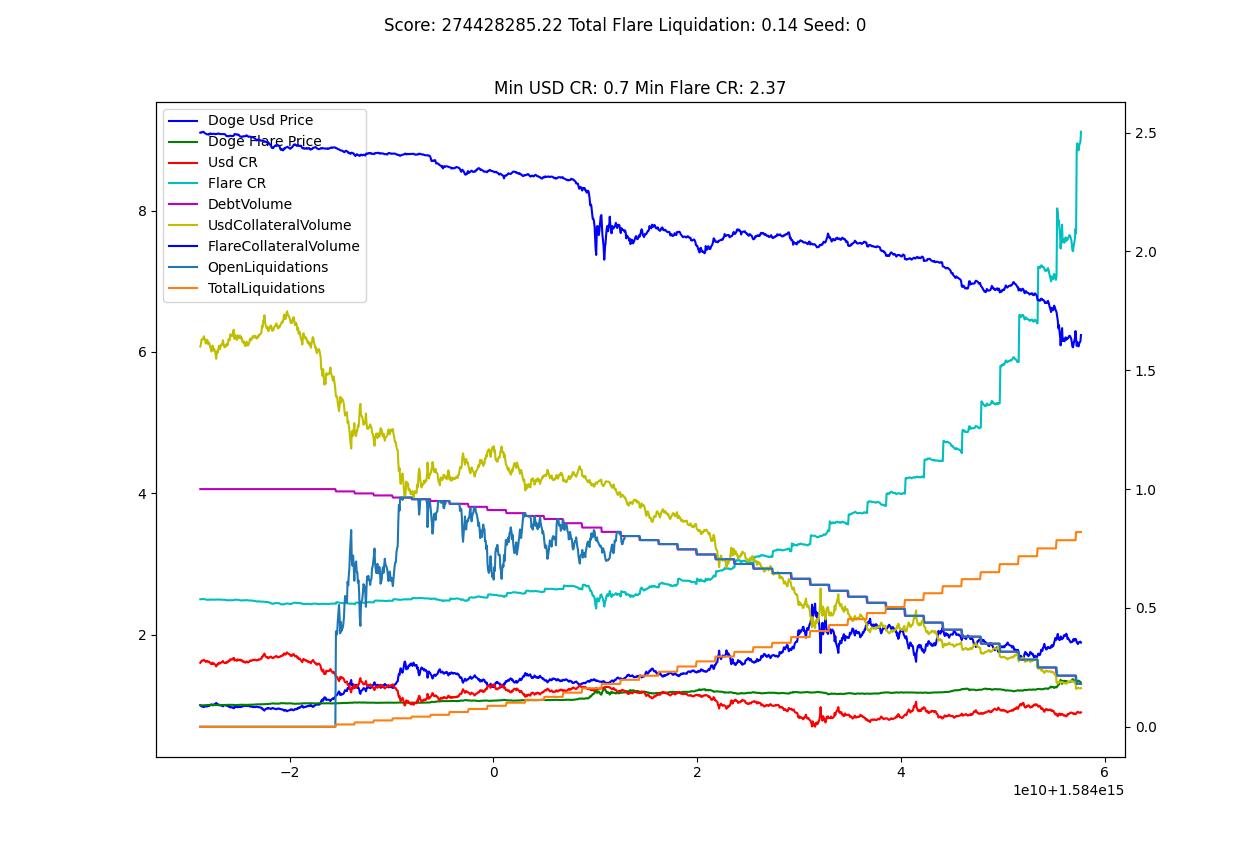 Score: 274428285.22 Total Flare Liquidation: 0.14 Seed: 0
Min USD CR: 0.7 Min Flare CR: 2.37
Doge Usd Price
Doge Flare Price
Usd CR
Flare CR
DebtVolume
UsdCollateralVolume
FlareCollateralVolume
OpenLiquidations
TotalLiquidations
8
6
4
2
2.5
2.0
1.5
1.0
0.5
0.0
−2
0
2
4
6
1e10+1.584e15